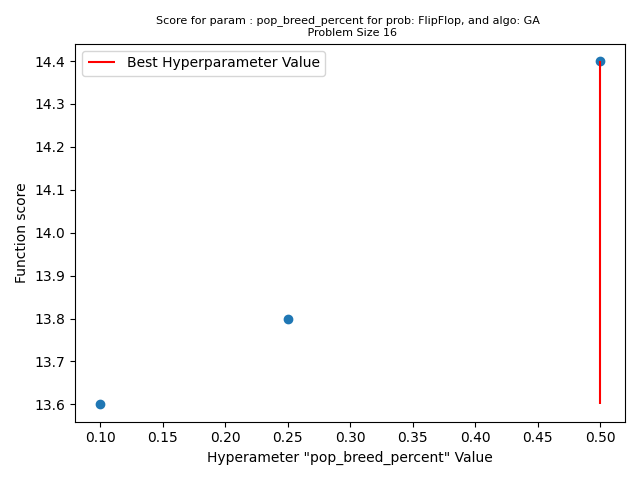 Score for param : pop_breed_percent for prob: FlipFlop, and algo: GA
Problem Size 16
Best Hyperparameter Value
14.4
14.3
14.2
14.1
14.0
13.9
13.8
13.7
13.6
Function score
0.10 0.15 0.20 0.25 0.30 0.35 0.40 0.45 0.50
Hyperameter "pop_breed_percent" Value